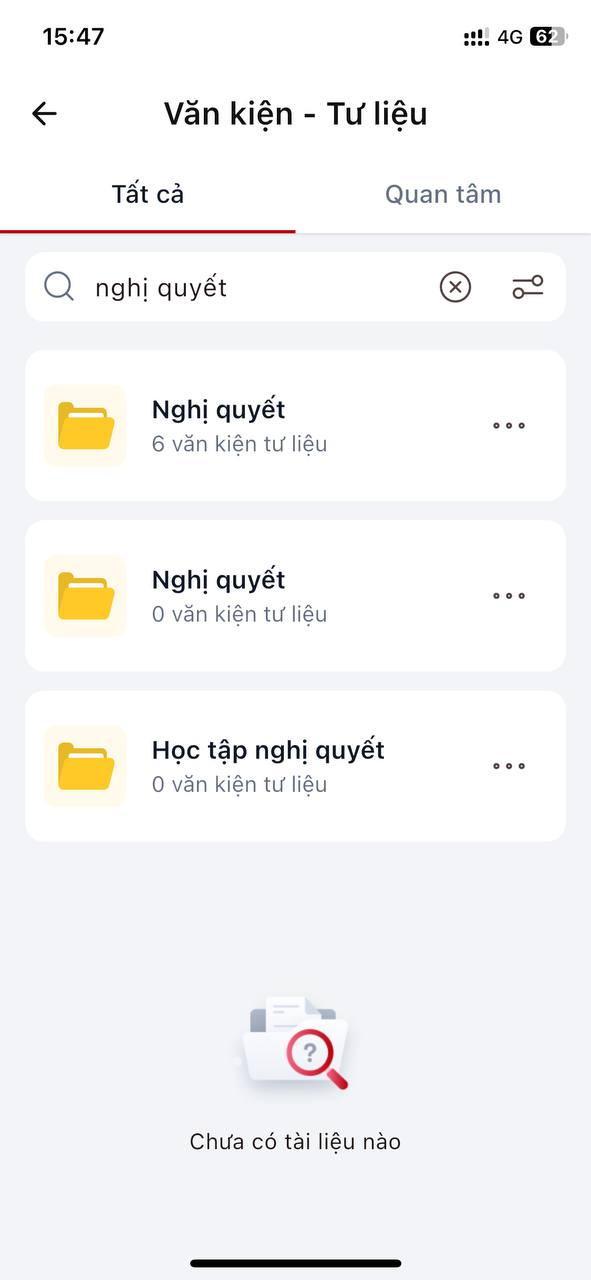 15:47
4G 62
Văn kiện - Tư liệu
Tất cả
Quan tâm
nghị quyết
Nghị quyết
6 văn kiện tư liệu
Nghị quyết
0 văn kiện tư liệu
Học tập nghị quyết
0 văn kiện tư liệu
?
Chưa có tài liệu nào